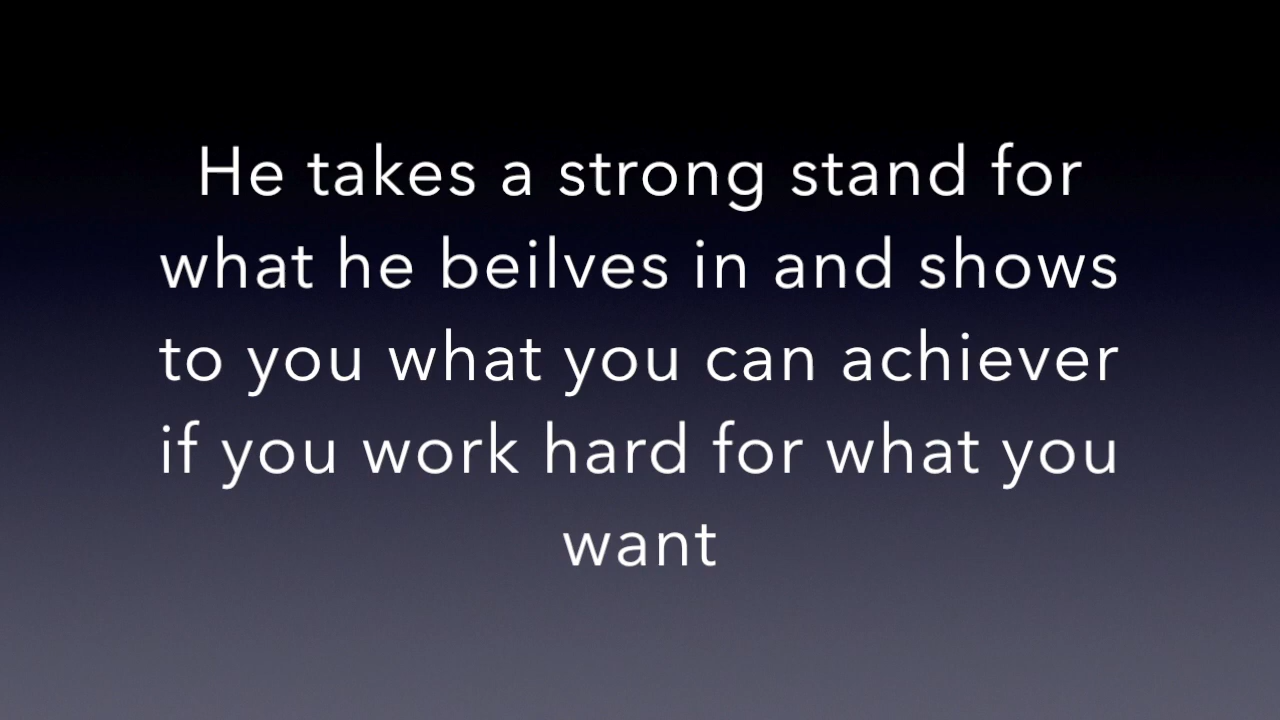 He takes a strong stand for
what he beilves in and shows
to you what you can achiever
if you work hard for what you
want